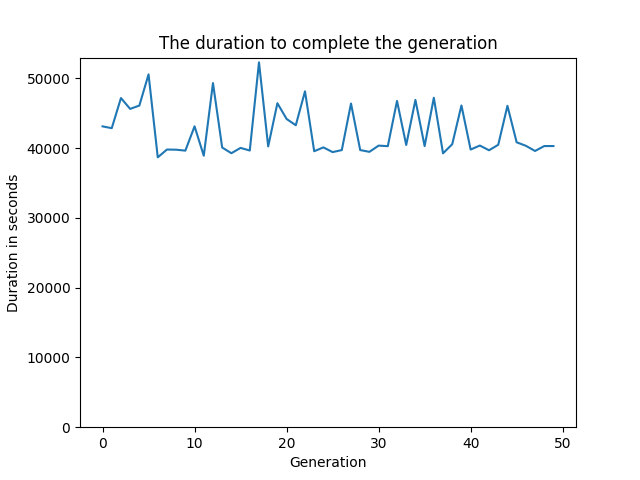 The duration to complete the generation
50000
40000
30000
20000
10000
0
Duration in seconds
0 10 20 30 40 50
Generation